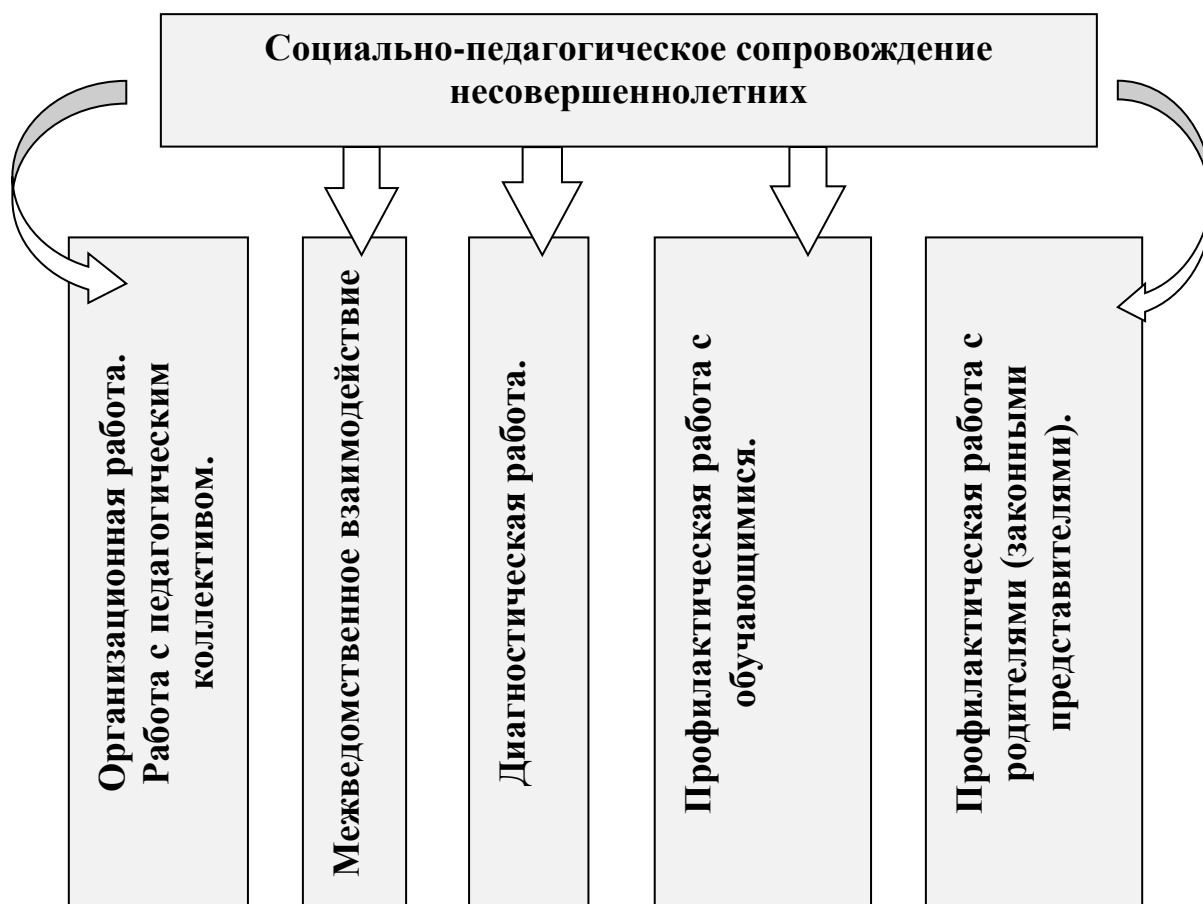 Социально-педагогическое сопровождение
несовершеннолетних
Организационная работа.
Работа с педагогическим
коллективом.
Межведомственное взаимодействие
Диагностическая работа.
Профилактическая работа с
обучающимися.
Профилактическая работа с
родителями (законными
представителями).